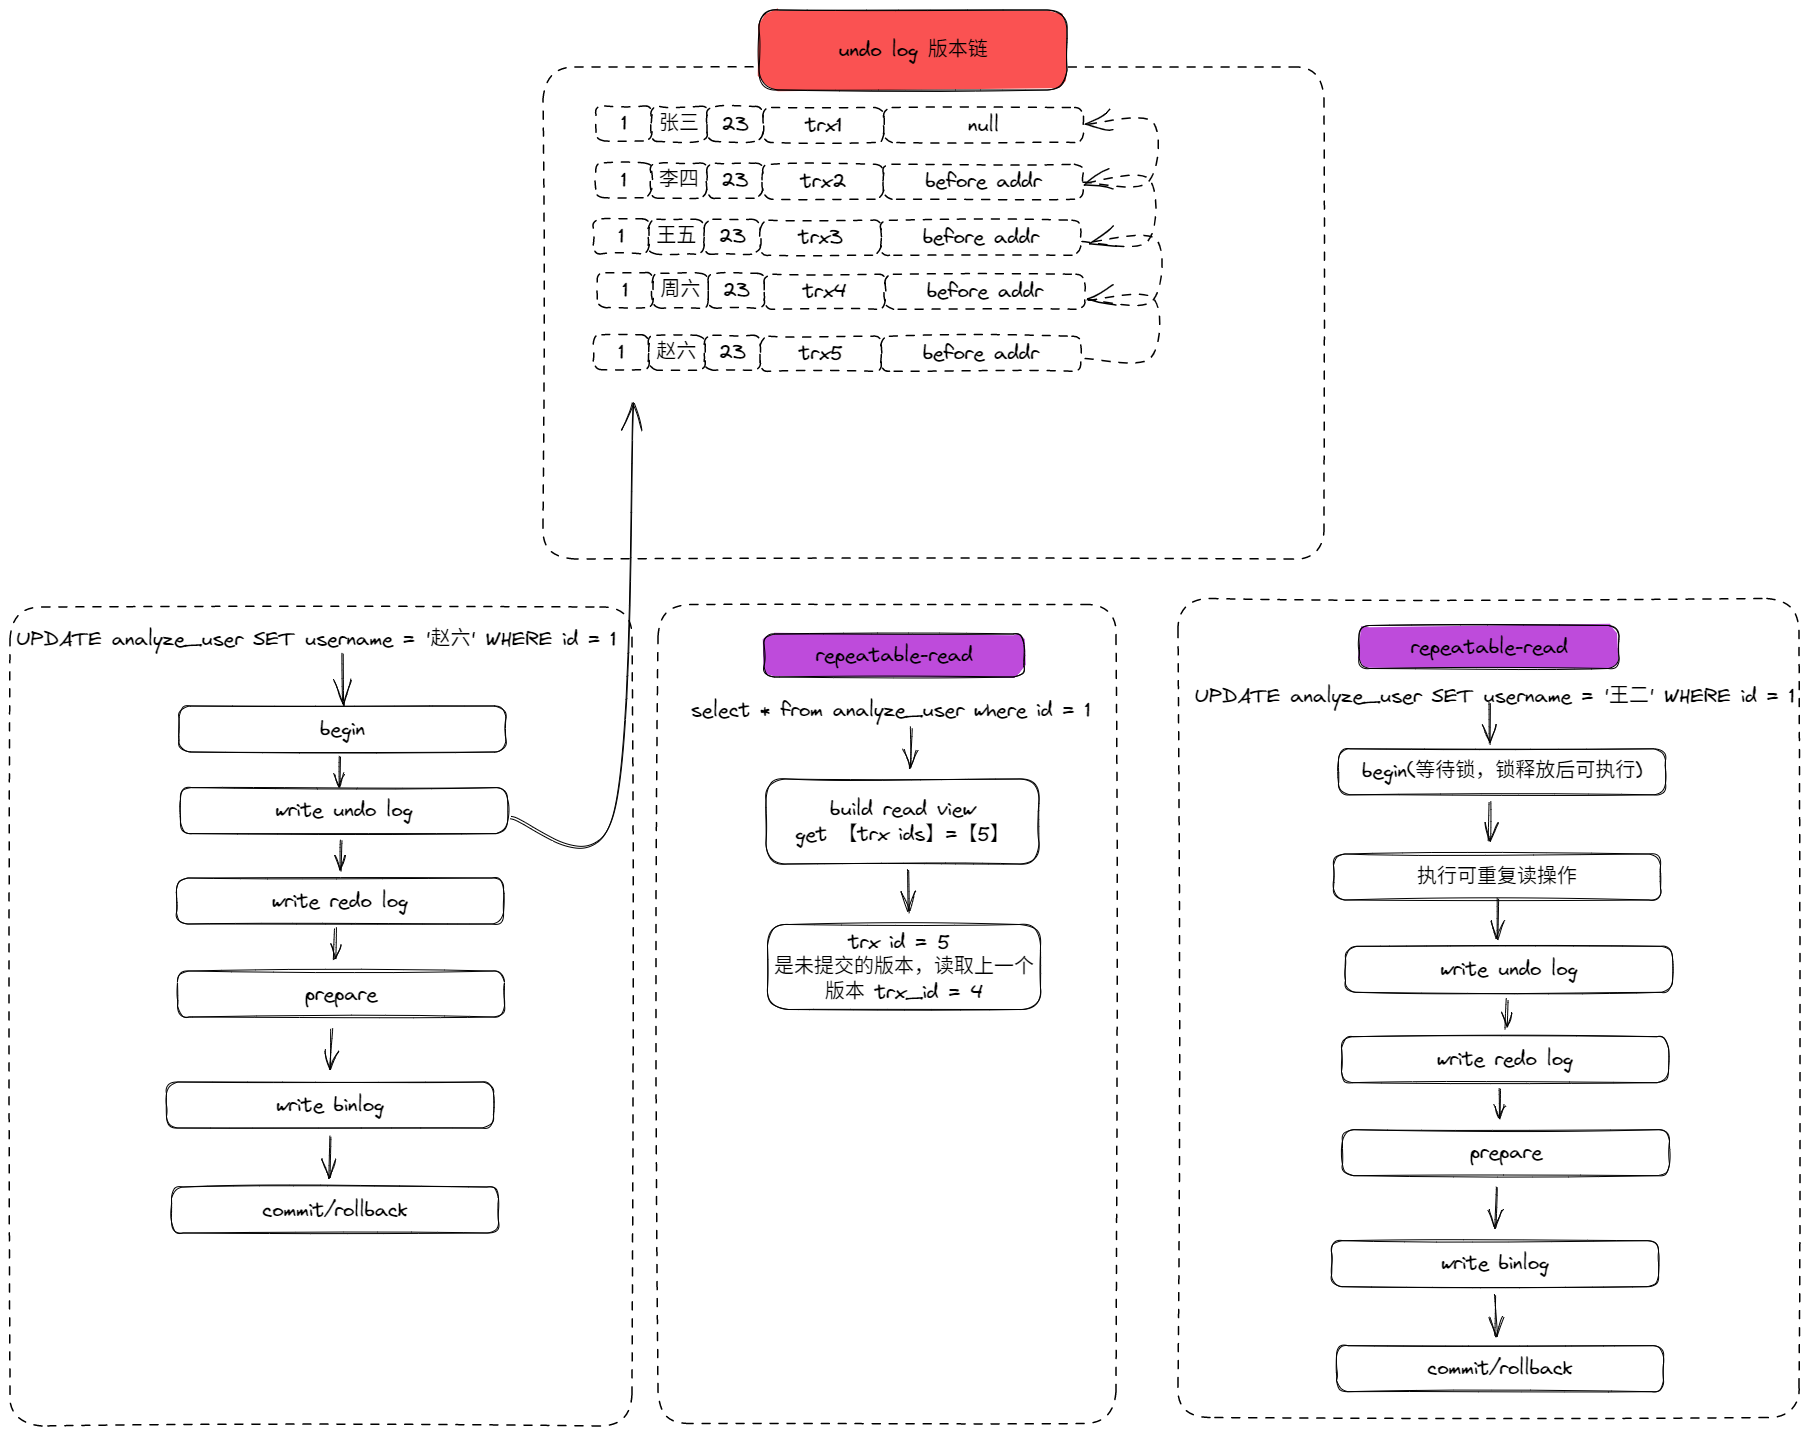 undo log 版本链
1 张三 23 trx1 null
1 李四 23 trx2 before addr
1 王五 23 trx3 before addr
1 周六 23 trx4 before addr
1 赵六 23 trx5 before addr
UPDATE analyze_user SET username = '赵六' WHERE id = 1
begin
write undo log
write redo log
prepare
write binlog
commit/rollback
repeatable-read
select * from analyze_user where id = 1
build read view
get 【trx ids】=【5】
trx id = 5
是未提交的版本，读取上一个
版本 trx_id = 4
repeatable-read
UPDATE analyze_user SET username = '王二' WHERE id = 1
begin(等待锁，锁释放后可执行)
执行可重复读操作
write undo log
write redo log
prepare
write binlog
commit/rollback